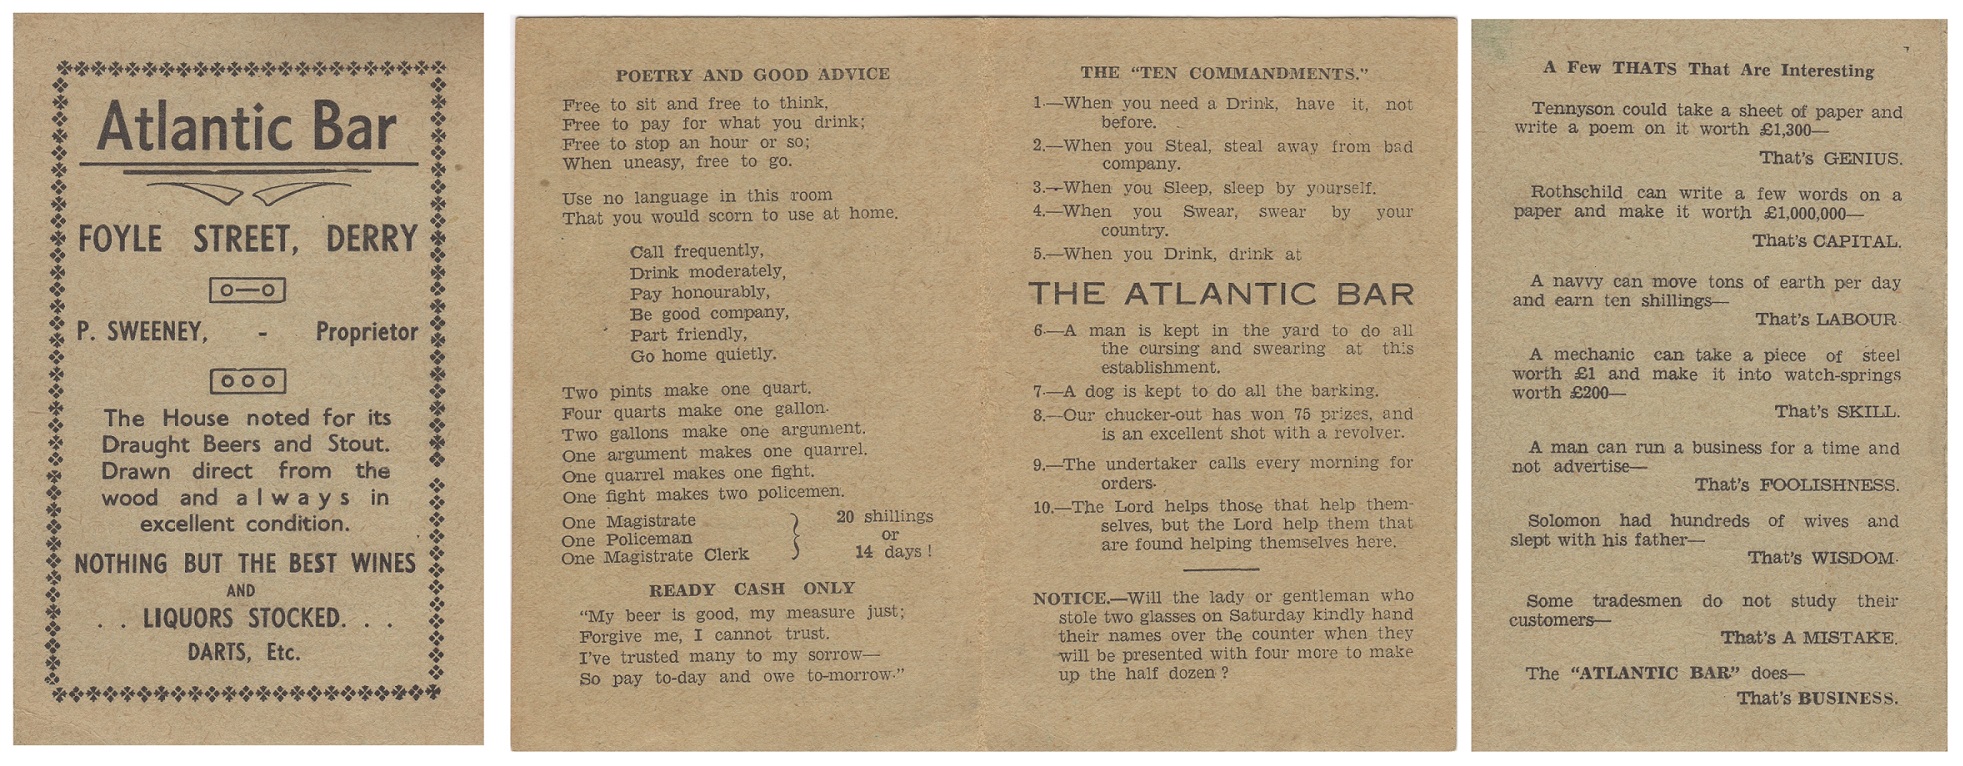 Atlantic Bar
FOYLE STREET, DERRY
P. SWEENEY, - Proprietor
The House noted for its
Draught Beers and Stout.
Drawn direct from the
wood and always in
excellent condition.
NOTHING BUT THE BEST WINES
AND
. . LIQUORS STOCKED. . .
DARTS, Etc.
POETRY AND GOOD ADVICE
Free to sit and free to think,
Free to pay for what you drink;
Free to stop an hour or so;
When uneasy, free to go.
Use no language in this room
That you would scorn to use at home.
Call frequently,
Drink moderately,
Pay honourably,
Be good company,
Part friendly,
Go home quietly.
Two pints make one quart.
Four quarts make one gallon.
Two gallons make one argument.
One argument makes one quarrel.
One quarrel makes one fight.
One fight makes two policemen.
One Magistrate } 20 shillings
One Policeman or
One Magistrate Clerk 14 days !
READY CASH ONLY
"My beer is good, my measure just;
Forgive me, I cannot trust.
I've trusted many to my sorrow—
So pay to-day and owe to-morrow."
THE "TEN COMMANDMENTS."
1.—When you need a Drink, have it, not
before.
2.—When you Steal, steal away from bad
company.
3.—When you Sleep, sleep by yourself.
4.—When you Swear, swear by your
country.
5.—When you Drink, drink at
THE ATLANTIC BAR
6.—A man is kept in the yard to do all
the cursing and swearing at this
establishment.
7.—A dog is kept to do all the barking.
8.—Our chucker-out has won 75 prizes, and
is an excellent shot with a revolver.
9.—The undertaker calls every morning for
orders.
10.—The Lord helps those that help them-
selves, but the Lord help them that
are found helping themselves here.
NOTICE.—Will the lady or gentleman who
stole two glasses on Saturday kindly hand
their names over the counter when they
will be presented with four more to make
up the half dozen ?
A Few THATS That Are Interesting
Tennyson could take a sheet of paper and
write a poem on it worth £1,300—
That's GENIUS.
Rothschild can write a few words on a
paper and make it worth £1,000,000—
That's CAPITAL.
A navvy can move tons of earth per day
and earn ten shillings—
That's LABOUR.
A mechanic can take a piece of steel
worth £1 and make it into watch-springs
worth £200—
That's SKILL.
A man can run a business for a time and
not advertise—
That's FOOLISHNESS.
Solomon had hundreds of wives and
slept with his father—
That's WISDOM.
Some tradesmen do not study their
customers—
That's A MISTAKE.
The "ATLANTIC BAR" does—
That's BUSINESS.